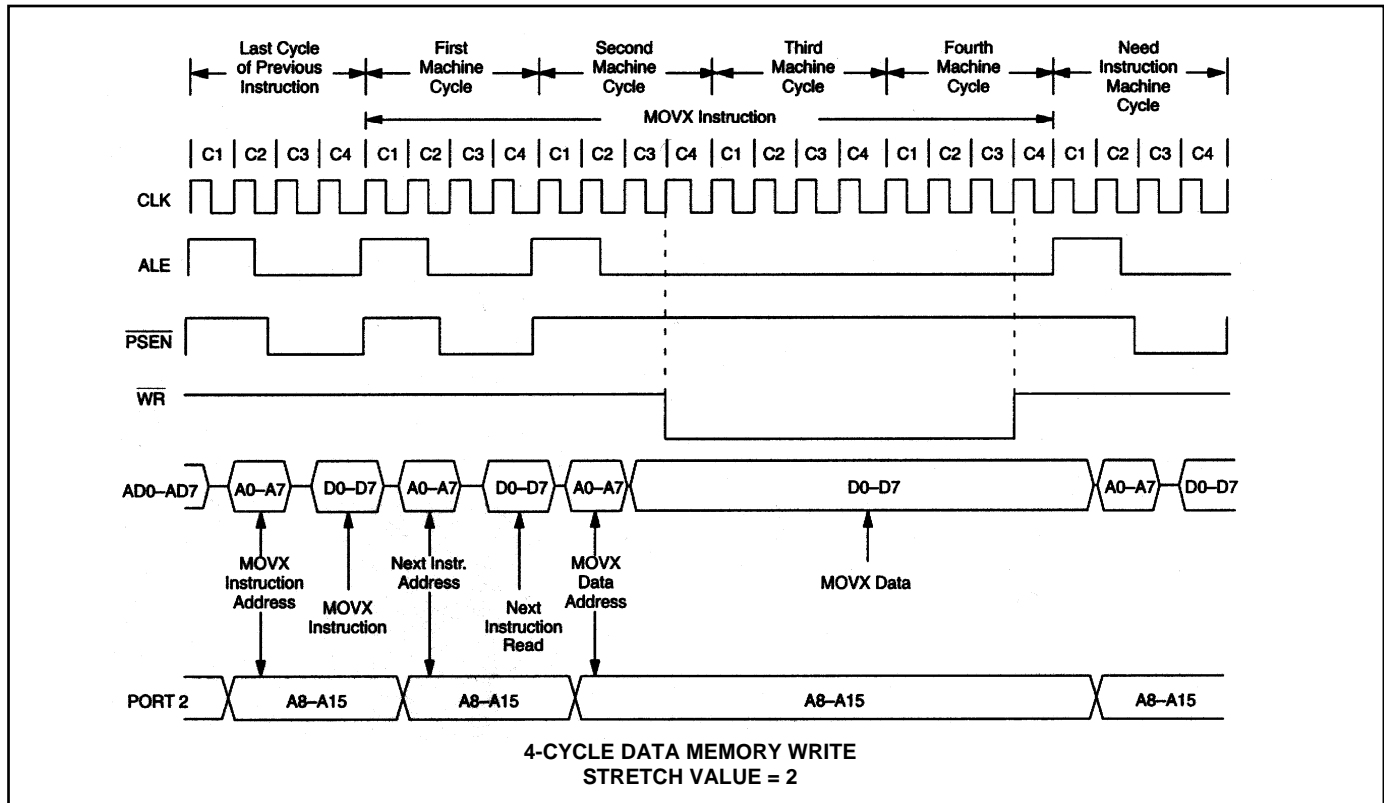 Last Cycle
of Previous
Instruction
First
Machine
Cycle
Second
Machine
Cycle
Third
Machine
Cycle
Fourth
Machine
Cycle
Need
Instruction
Machine
Cycle
MOVX Instruction
C1 C2 C3 C4 C1 C2 C3 C4 C1 C2 C3 C4 C1 C2 C3 C4 C1 C2 C3 C4 C1 C2 C3 C4
CLK
ALE
PSEN
WR
AD0–AD7 A0–A7 D0–D7 A0–A7 D0–D7 A0–A7 D0–D7 A0–A7 D0–D7
MOVX
Instruction
Address
MOVX
Instruction
Next Instr.
Address
Next
Instruction
Read
MOVX
Data
Address
MOVX Data
PORT 2 A8–A15 A8–A15 A8–A15 A8–A15
4-CYCLE DATA MEMORY WRITE
STRETCH VALUE = 2